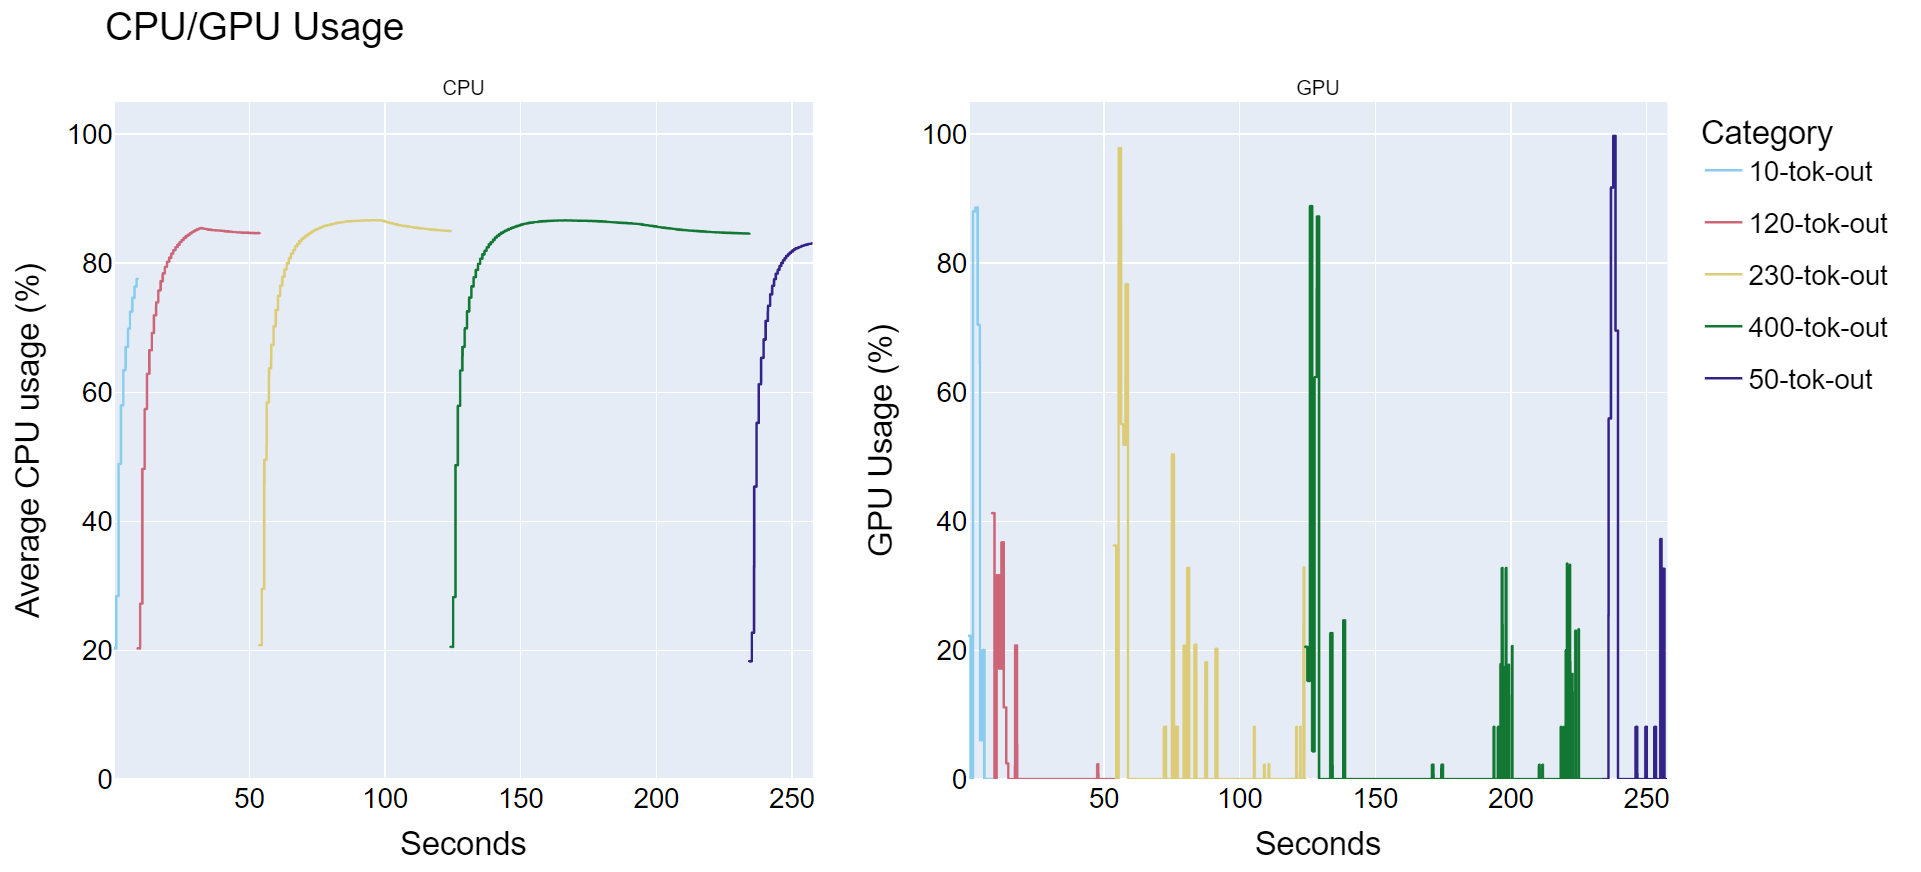 CPU/GPU Usage
CPU
Average CPU usage (%)
100
80
60
40
20
0
50
100
150
200
250
Seconds
GPU
GPU Usage (%)
100
80
60
40
20
0
50
100
150
200
250
Seconds
Category
10-tok-out
120-tok-out
230-tok-out
400-tok-out
50-tok-out